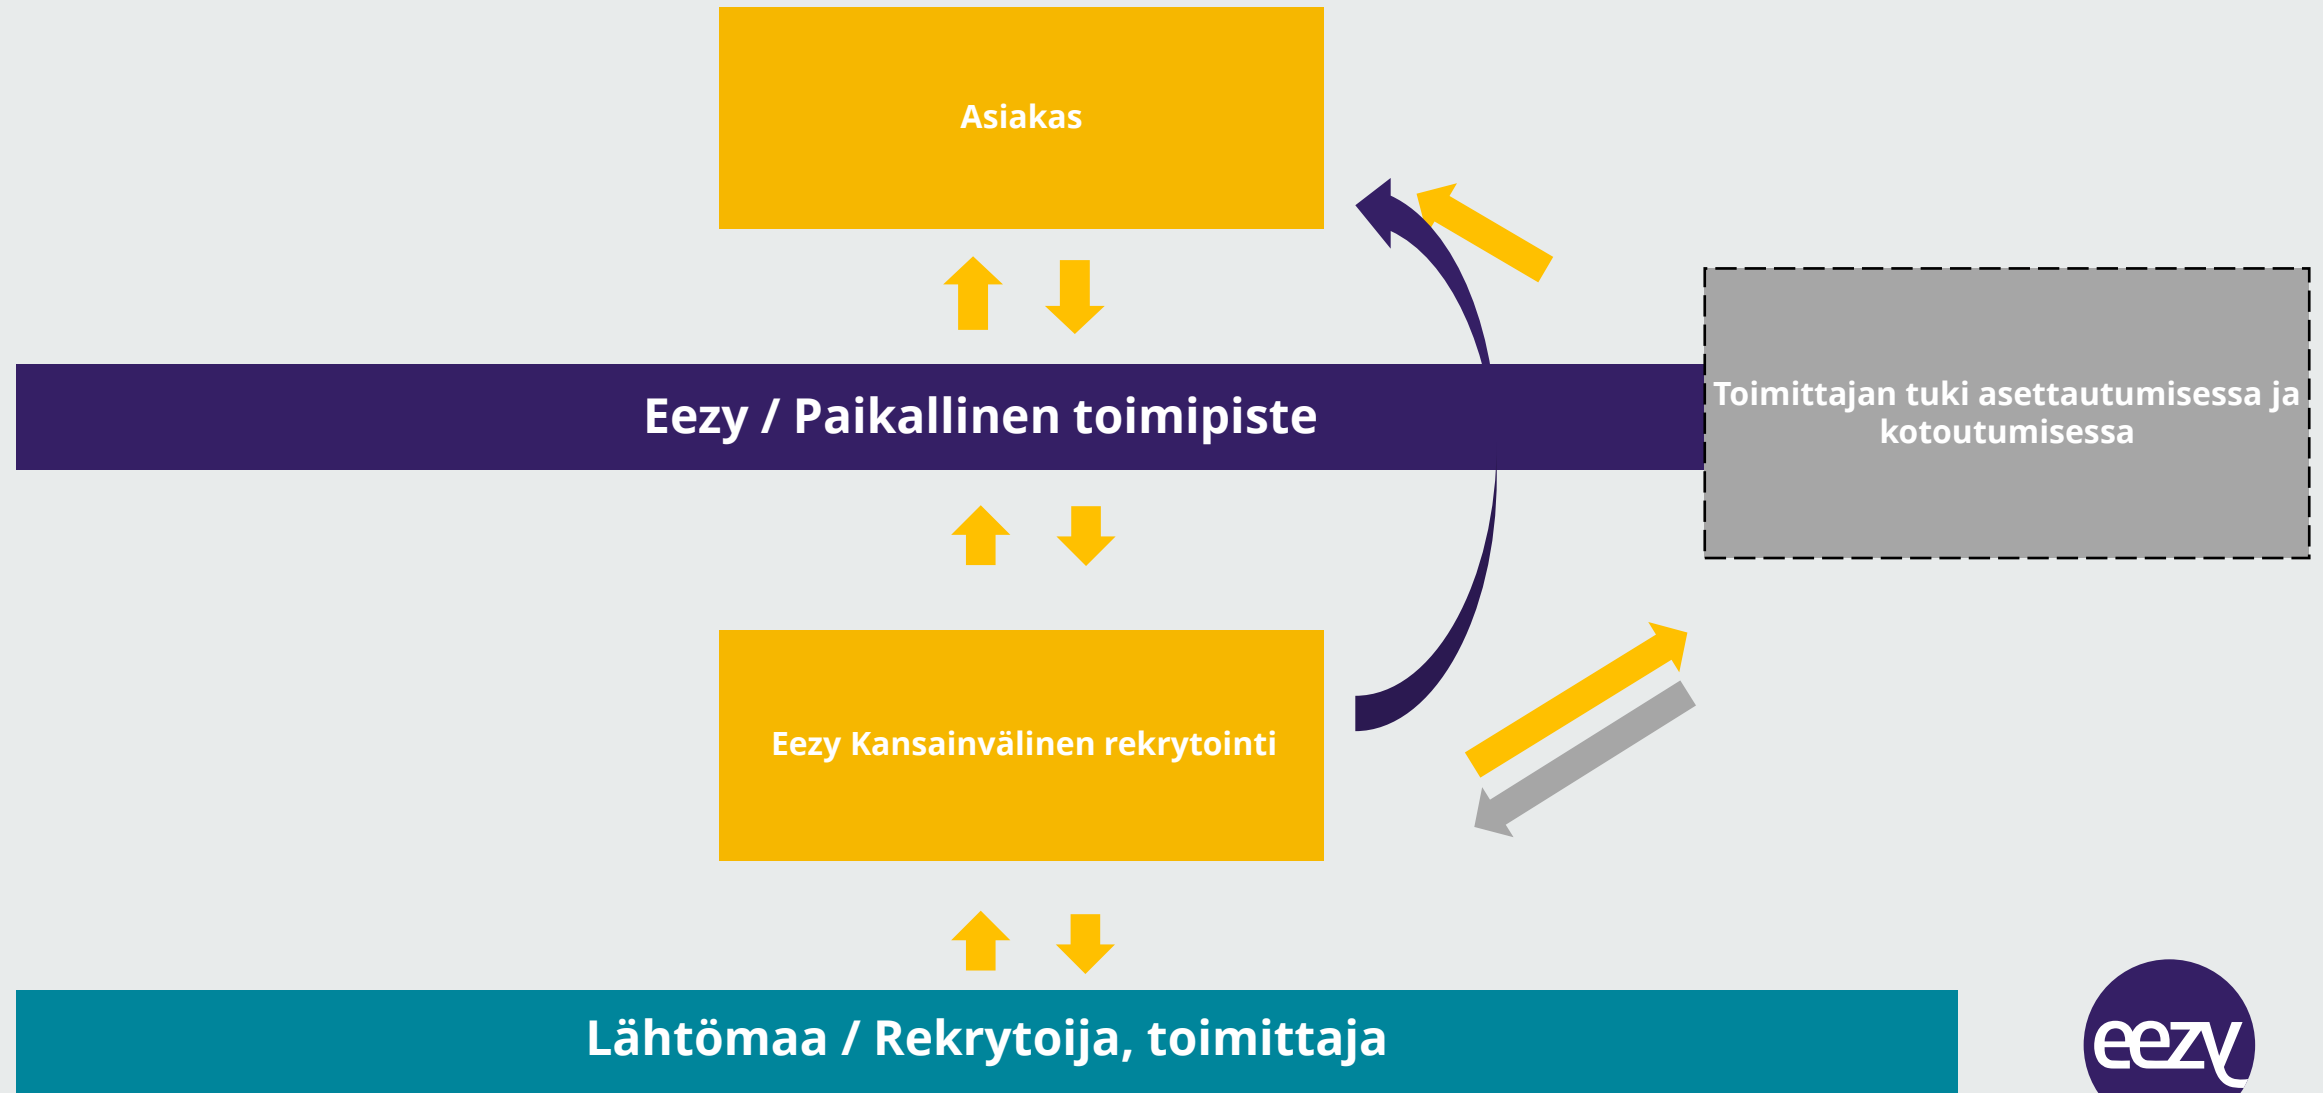 Asiakas
Eezy / Paikallinen toimipiste
Toimittajan tuki asettautumisessa ja
kotoutumisessa
Eezy Kansainvälinen rekrytointi
Lähtömaa / Rekrytoija, toimittaja
eezy